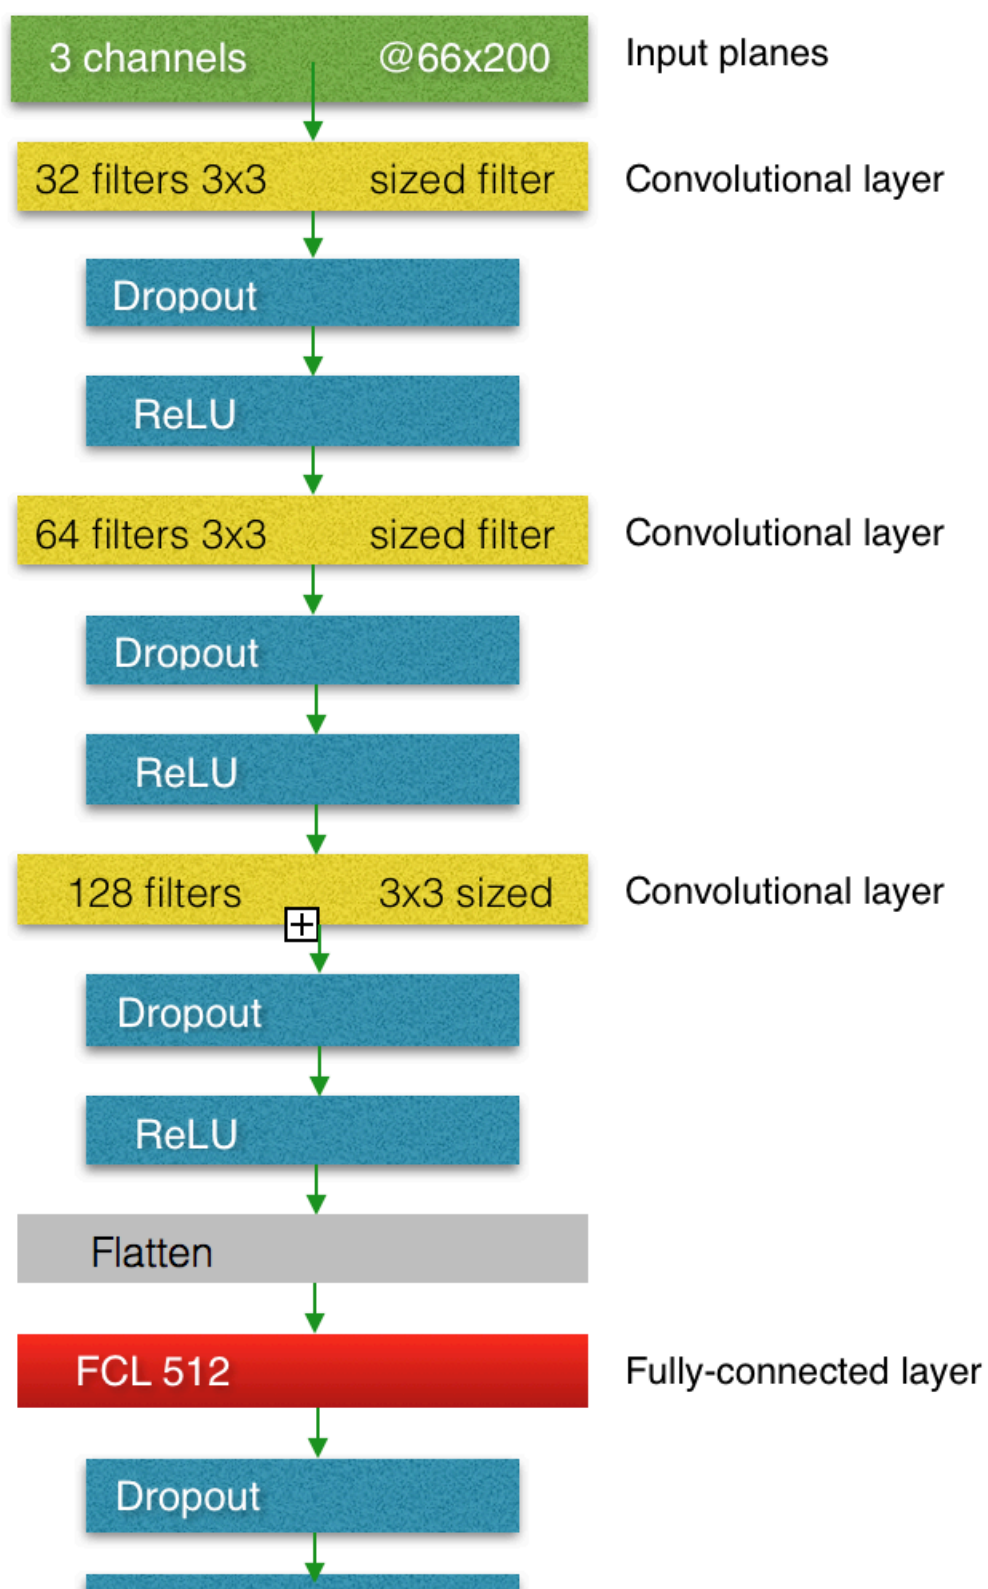 3 channels @66x200 Input planes
32 filters 3x3 sized filter Convolutional layer
Dropout
ReLU
64 filters 3x3 sized filter Convolutional layer
Dropout
ReLU
128 filters 3x3 sized Convolutional layer
Dropout
ReLU
Flatten
FCL 512 Fully-connected layer
Dropout